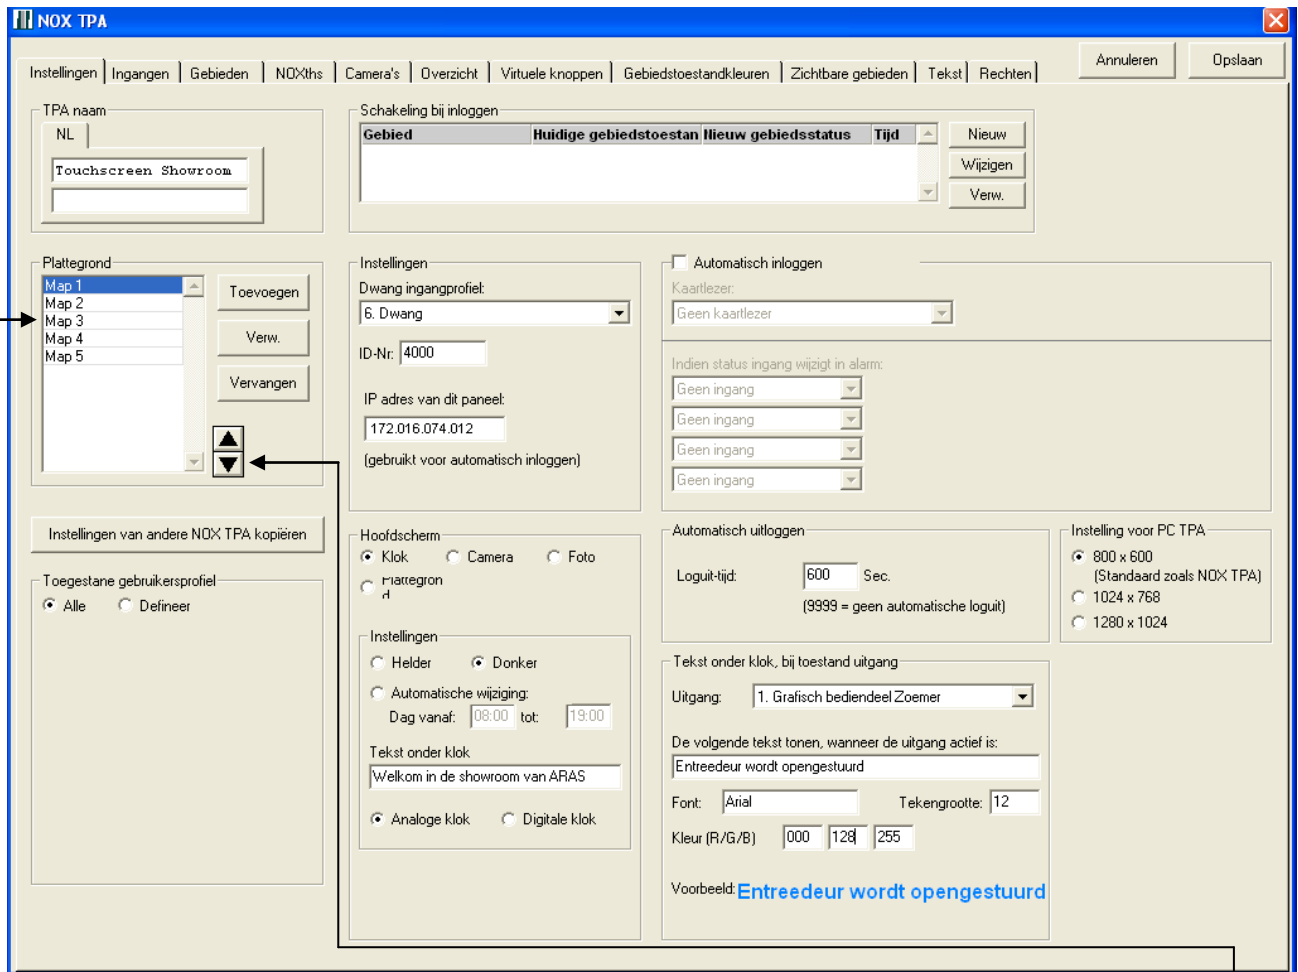 NOX TPA
Annuleren
Opslaan
Instellingen Ingangen Gebieden NOXths Camera's Overzicht Virtuele knoppen Gebiedstoestandkleuren Zichtbare gebieden Tekst Rechten
TPA naam
NL
Touchscreen Showroom
Schakeling bij inloggen
Gebied Huidige gebiedstoestan Nieuw gebiedsstatus Tijd
Nieuw
Wijzigen
Verw.
Plattegrond
Map 1
Map 2
Map 3
Map 4
Map 5
Toevoegen
Verw.
Vervangen
Instellingen van andere NOX TPA kopiëren
Toegestane gebruikersprofiel
Alle Defineer
Instellingen
Dwang ingangprofiel:
6. Dwang
ID-Nr: 4000
IP adres van dit paneel:
172.016.074.012
(gebruikt voor automatisch inloggen)
Automatisch inloggen
Kaartlezer:
Geen kaartlezer
Indien status ingang wijzigt in alarm:
Geen ingang
Geen ingang
Geen ingang
Geen ingang
Hoofdscherm
Klok Camera Foto
Plattegron
d
Instellingen
Helder Donker
Automatische wijziging:
Dag vanaf: 08:00 tot: 19:00
Tekst onder klok
Welkom in de showroom van ARAS
Analoge klok Digitale klok
Automatisch uitloggen
Loguit-tijd: 600 Sec.
(9999 = geen automatische loguit)
Instelling voor PC TPA
800 x 600
(Standaard zoals NOX TPA)
1024 x 768
1280 x 1024
Tekst onder klok, bij toestand uitgang
Uitgang: 1. Grafisch bediendeel Zoemer
De volgende tekst tonen, wanneer de uitgang actief is:
Entreedeur wordt opengestuurd
Font: Arial Tekengrootte: 12
Kleur (R/G/B) 000 128 255
Voorbeeld: Entreedeur wordt opengestuurd